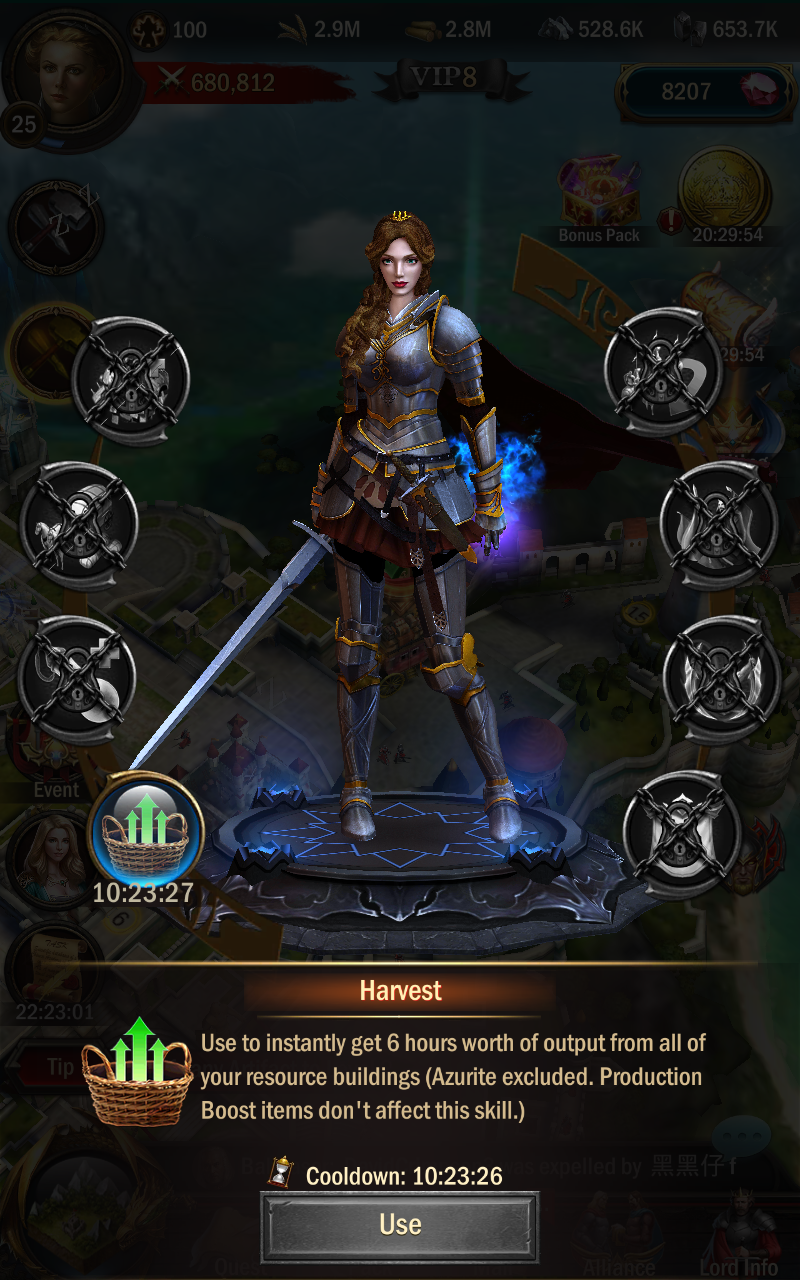 100
2.9M
2.8M
528.6K
653.7K
680,812
VIP8
8207
25
Z
Z
Bonus Pack
20:29:54
29:54
Event
10:23:27
22:23:01
Harvest
Tip
Use to instantly get 6 hours worth of output from all of
your resource buildings (Azurite excluded. Production
Boost items don't affect this skill.)
was expelled by 黑黑仔f
Cooldown: 10:23:26
Use
Alliance
Lord Info